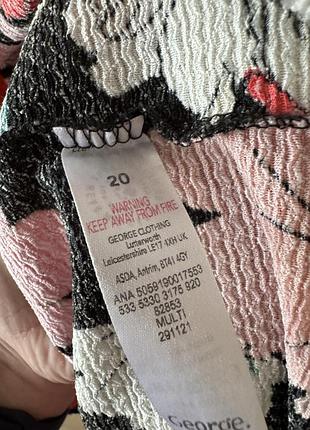 20
WARNING
KEEP AWAY FROM FIRE
GEORGE CLOTHING
Lutterworth
Leicestershire LE17 4XH UK
ASDA, Antrim, BT41 4GY
ANA 5059190017553
533 5330 3175 920
82853
MULTI
291121
George.